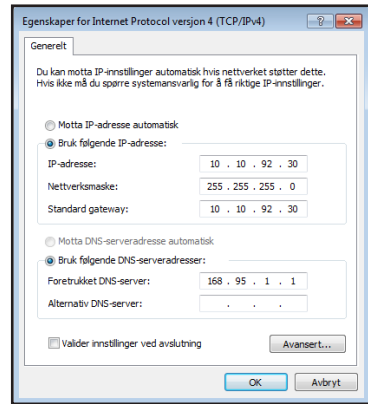 Egenskaper for Internet Protocol versjon 4 (TCP/IPv4)
Generelt
Du kan motta IP-innstillinger automatisk hvis nettverket støtter dette.
Hvis ikke må du spørre systemansvarlig for å få riktige IP-innstillinger.
Motta IP-adresse automatisk
Bruk følgende IP-adresse:
IP-adresse: 10 . 10 . 92 . 30
Nettverksmaske: 255 . 255 . 255 . 0
Standard gateway: 10 . 10 . 92 . 30
Motta DNS-serveradresse automatisk
Bruk følgende DNS-serveradresser:
Foretrukket DNS-server: 168 . 95 . 1 . 1
Alternativ DNS-server: . . .
Valider innstillinger ved avslutning Avansert...
OK Avbryt